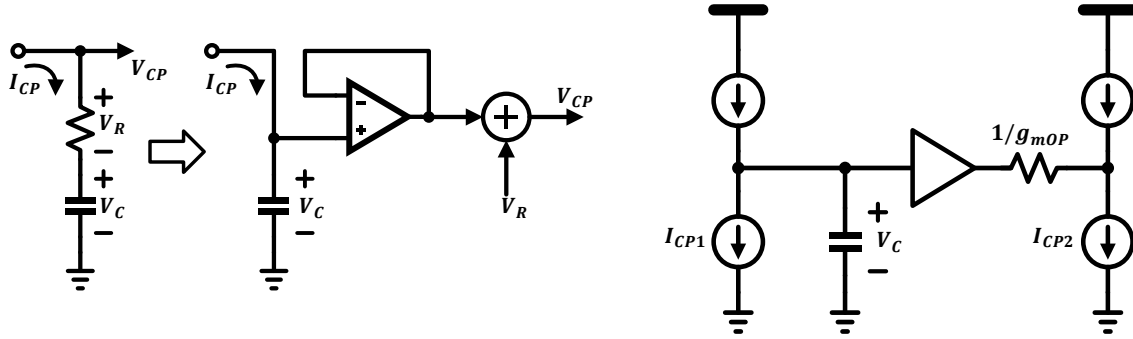 V_CP
I_CP
+
V_R
−
+
V_C
−
I_CP
-
+
+
V_CP
V_R
+
V_C
−
1/g_mOP
I_CP1
+
V_C
−
I_CP2